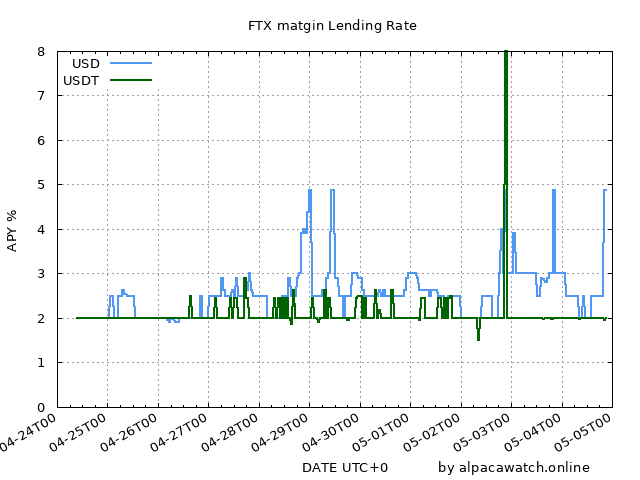 FTX matgin Lending Rate
USD
USDT
8
7
6
5
4
3
2
1
0
APY %
04-24T00
04-25T00
04-26T00
04-27T00
04-28T00
04-29T00
04-30T00
05-01T00
05-02T00
05-03T00
05-04T00
05-05T00
DATE UTC+0
by alpacawatch.online